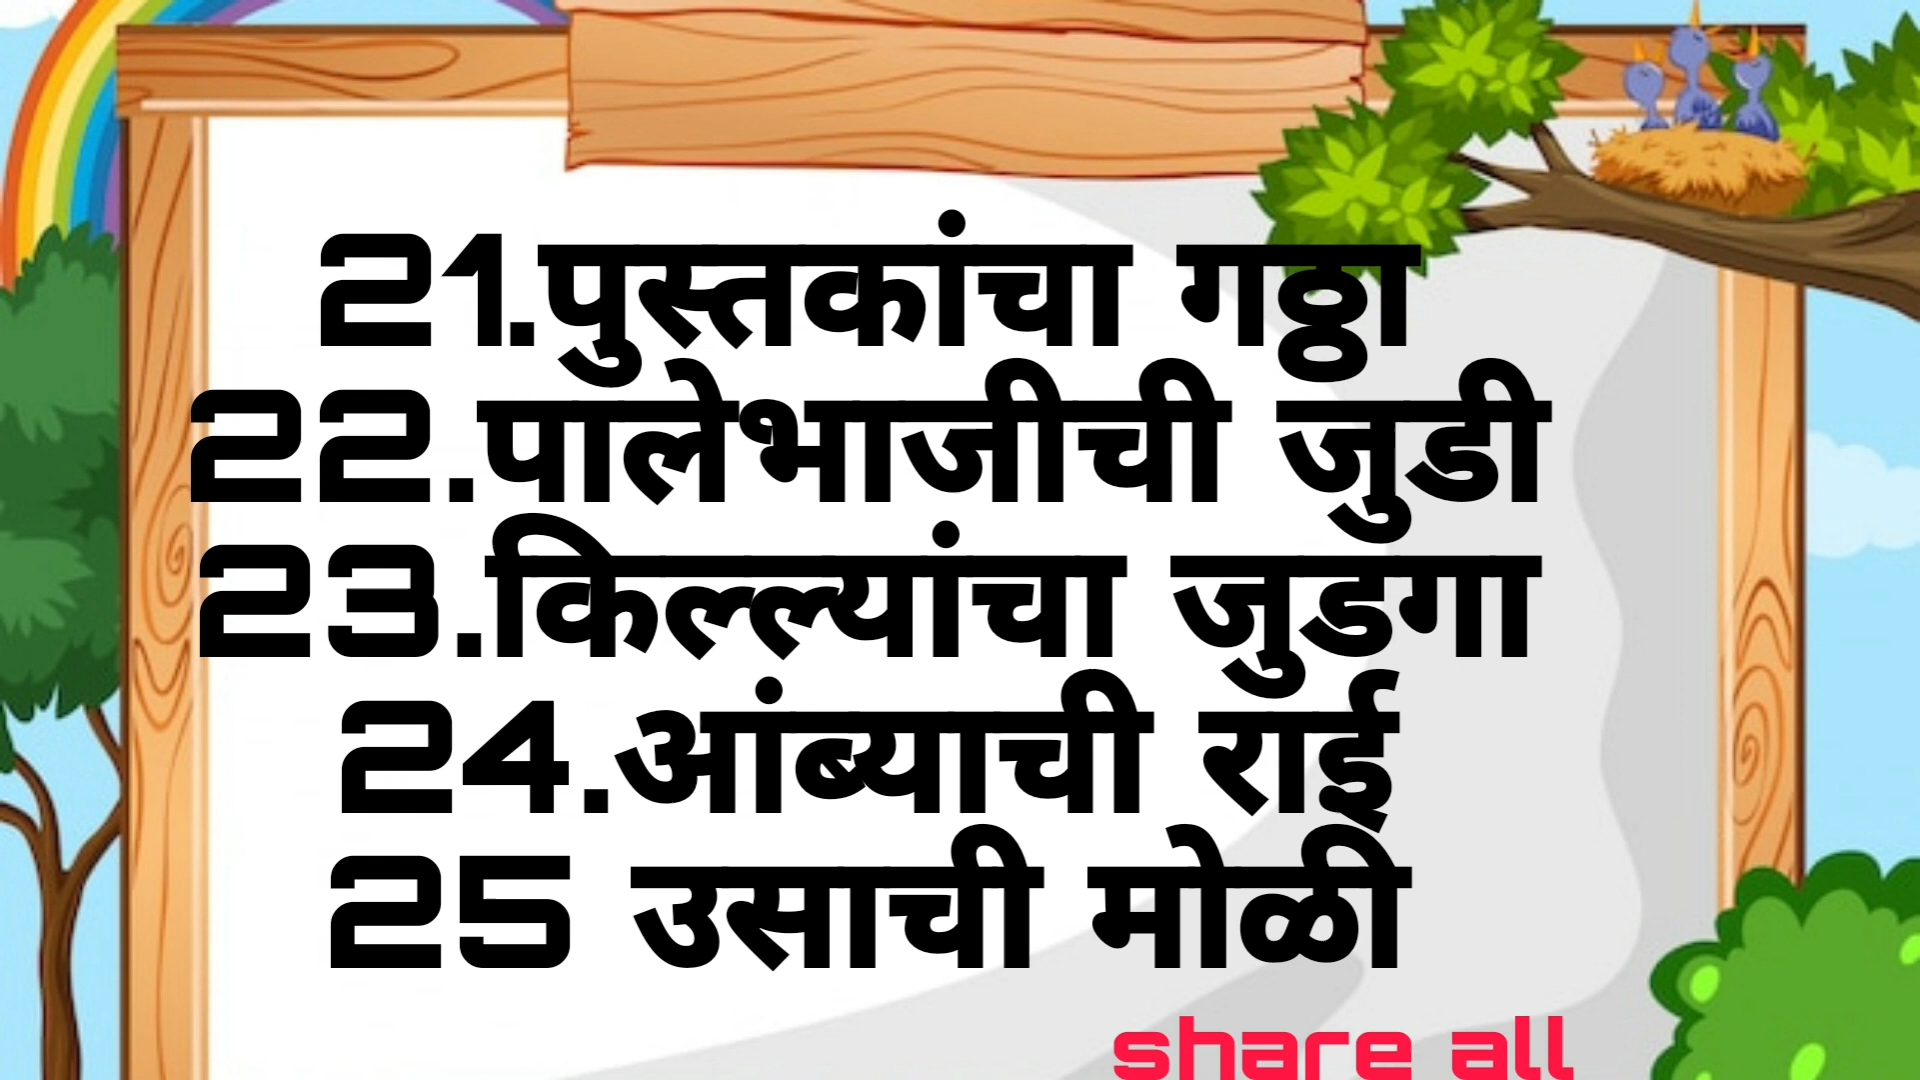 21.पुस्तकांचा गठ्ठा
22.पालेभाजीची जुडी
23.किल्ल्यांचा जुडगा
24.आंब्याची राई
25 उसाची मोळी
share all